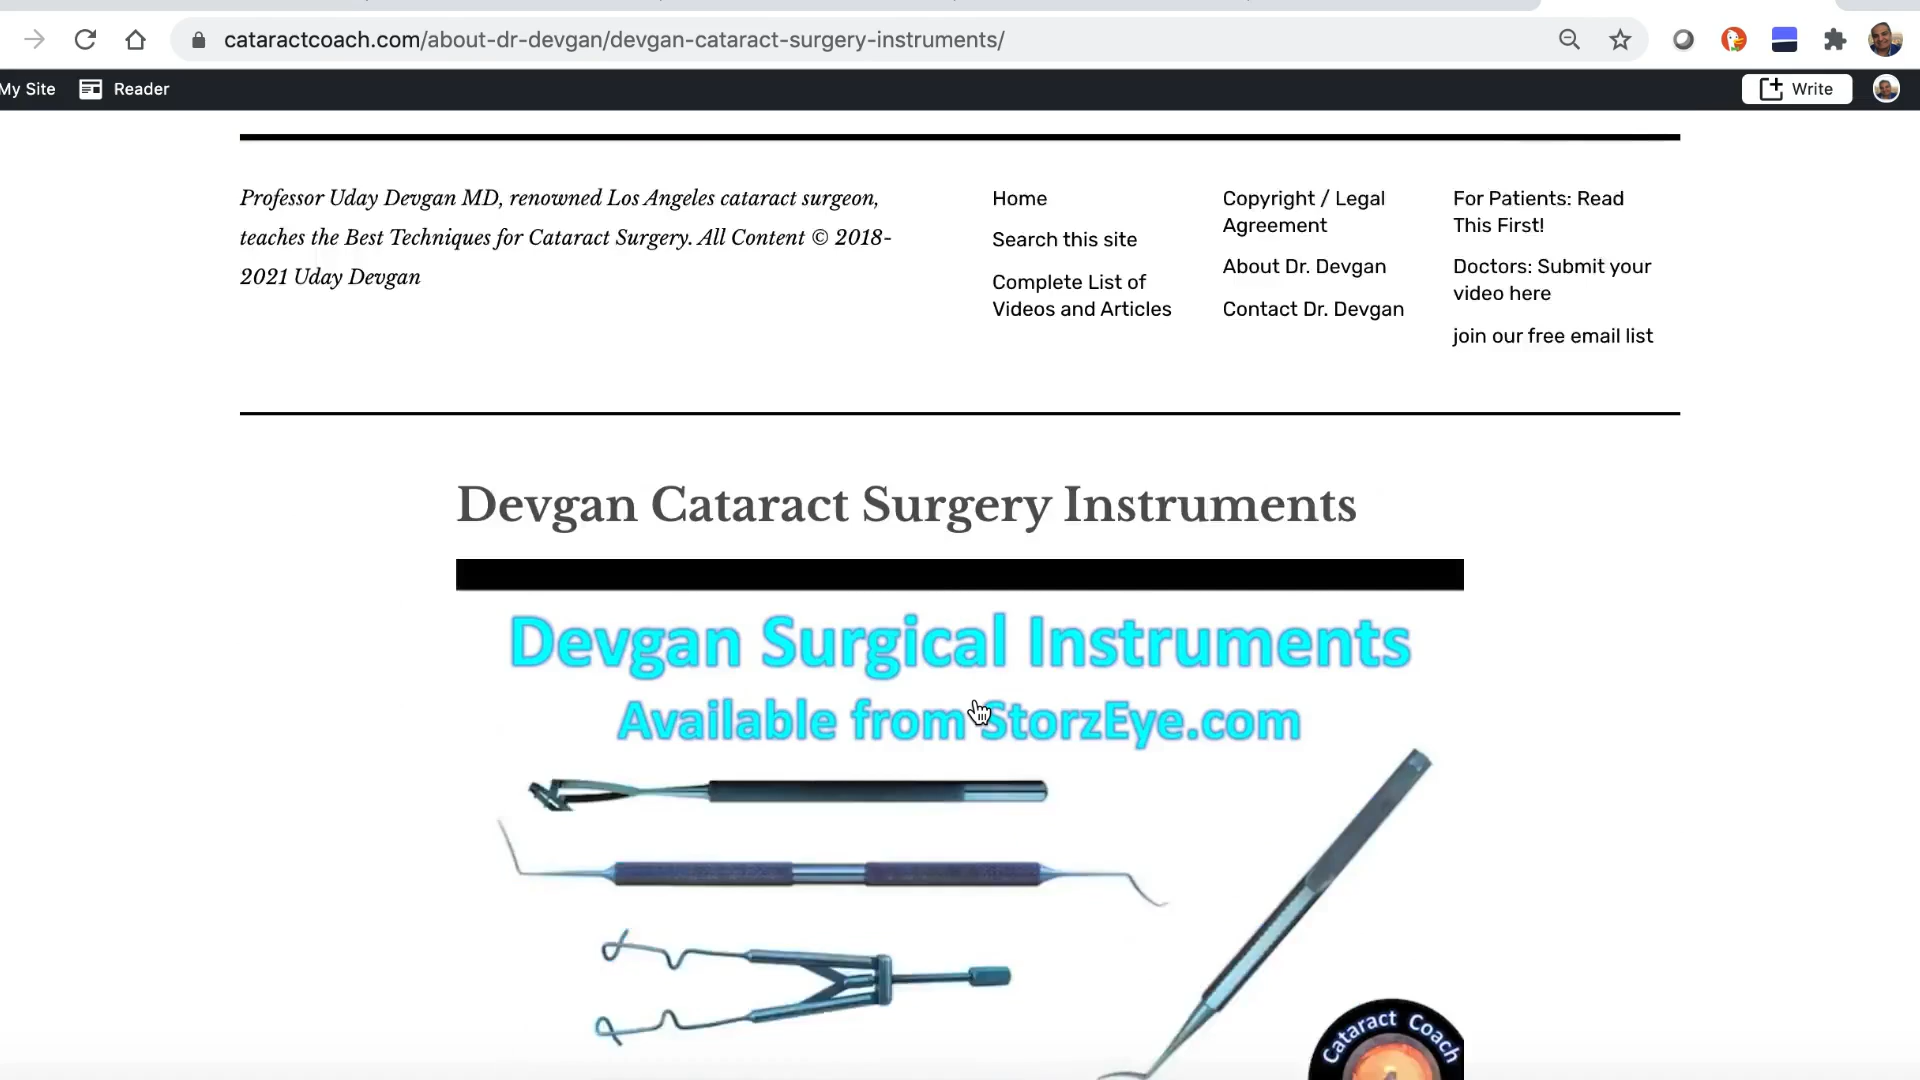 cataractcoach.com/about-dr-devgan/devgan-cataract-surgery-instruments/
My Site
Reader
Write
Professor Uday Devgan MD, renowned Los Angeles cataract surgeon,
teaches the Best Techniques for Cataract Surgery. All Content © 2018-
2021 Uday Devgan
Home
Search this site
Complete List of
Videos and Articles
Copyright / Legal
Agreement
About Dr. Devgan
Contact Dr. Devgan
For Patients: Read
This First!
Doctors: Submit your
video here
join our free email list
Devgan Cataract Surgery Instruments
Devgan Surgical Instruments
Available from StorzEye.com
Cataract Coach